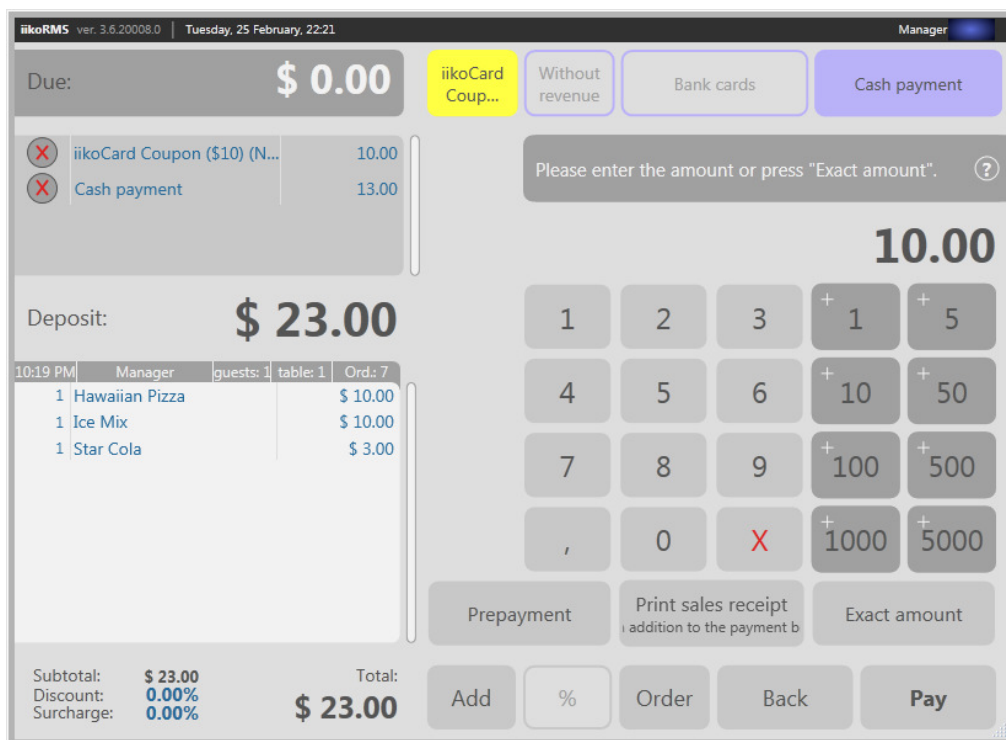 iikoRMS ver. 3.6.20008.0 | Tuesday, 25 February, 22:21 Manager
Due: $ 0.00
iikoCard Coup...
Without revenue
Bank cards
Cash payment
X iikoCard Coupon ($10) (N... 10.00
X Cash payment 13.00
Please enter the amount or press "Exact amount". ?
10.00
Deposit: $ 23.00
10:19 PM Manager guests: 1 table: 1 Ord.: 7
1 Hawaiian Pizza $ 10.00
1 Ice Mix $ 10.00
1 Star Cola $ 3.00
1 2 3 +1 +5
4 5 6 +10 +50
7 8 9 +100 +500
, 0 X +1000 +5000
Prepayment
Print sales receipt
addition to the payment b
Exact amount
Subtotal: $ 23.00
Discount: 0.00%
Surcharge: 0.00%
Total:
$ 23.00
Add % Order Back Pay